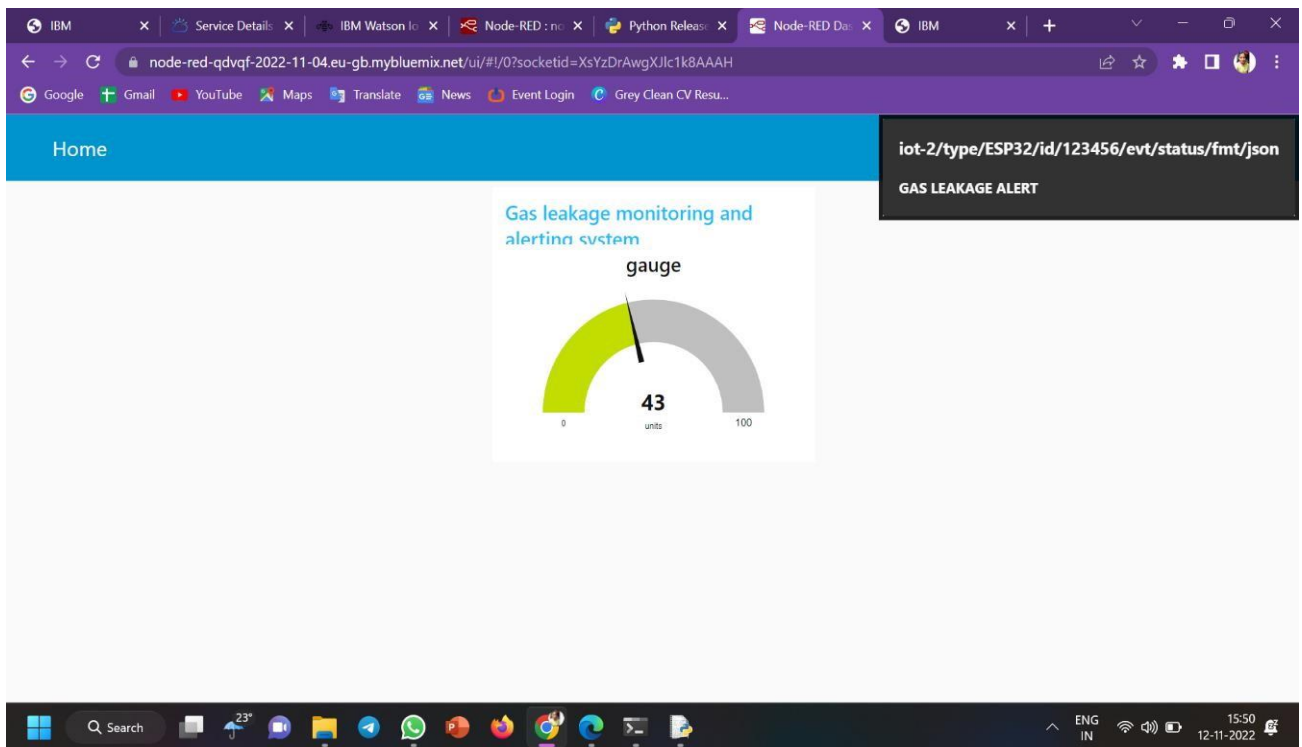 IBM
Service Details
IBM Watson Io
Node-RED : no
Python Release
Node-RED Das
IBM
node-red-qdvqf-2022-11-04.eu-gb.mybluemix.net/ui/#!/0?socketid=XsYzDrAwgXJlc1k8AAAH
Google Gmail YouTube Maps Translate News Event Login Grey Clean CV Resu...
Home
iot-2/type/ESP32/id/123456/evt/status/fmt/json
GAS LEAKAGE ALERT
Gas leakage monitoring and
alerting system
gauge
43
0 units 100
Search
23°
ENG
IN
15:50
12-11-2022